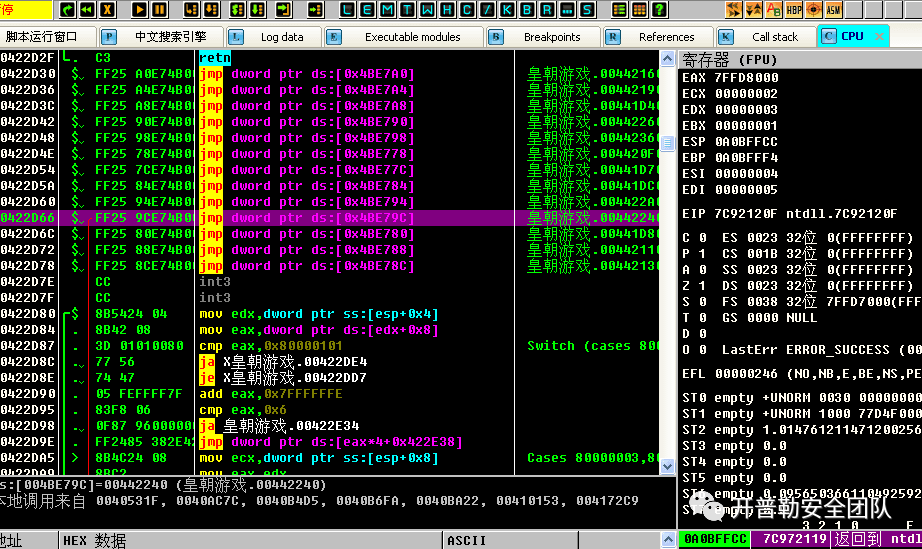 停
L E M T W H C / K B R ... S
HBP ASM
脚本运行窗口 P 中文搜索引擎 L Log data E Executable modules B Breakpoints R References K Call stack C CPU
0422D2F C3 retn
0422D30 $ FF25 A0E74B0 jmp dword ptr ds:[0x4BE7A0] 皇朝游戏.0044216
0422D36 $ FF25 A4E74B0 jmp dword ptr ds:[0x4BE7A4] 皇朝游戏.0044219
0422D3C $ FF25 A8E74B0 jmp dword ptr ds:[0x4BE7A8] 皇朝游戏.00441D4
0422D42 $ FF25 90E74B0 jmp dword ptr ds:[0x4BE790] 皇朝游戏.0044226
0422D48 $ FF25 98E74B0 jmp dword ptr ds:[0x4BE798] 皇朝游戏.0044236
0422D4E $ FF25 78E74B0 jmp dword ptr ds:[0x4BE778] 皇朝游戏.004420F
0422D54 $ FF25 7CE74B0 jmp dword ptr ds:[0x4BE77C] 皇朝游戏.00441D7
0422D5A $ FF25 84E74B0 jmp dword ptr ds:[0x4BE784] 皇朝游戏.00441DC
0422D60 $ FF25 94E74B0 jmp dword ptr ds:[0x4BE794] 皇朝游戏.004422A
0422D66 $ FF25 9CE74B0 jmp dword ptr ds:[0x4BE79C] 皇朝游戏.0044224
0422D6C $ FF25 80E74B0 jmp dword ptr ds:[0x4BE780] 皇朝游戏.00441D8
0422D72 $ FF25 88E74B0 jmp dword ptr ds:[0x4BE788] 皇朝游戏.0044211
0422D78 $ FF25 8CE74B0 jmp dword ptr ds:[0x4BE78C] 皇朝游戏.0044213
0422D7E CC int3
0422D7F CC int3
0422D80 $ 8B5424 04 mov edx,dword ptr ss:[esp+0x4]
0422D84 . 8B42 08 mov eax,dword ptr ds:[edx+0x8]
0422D87 . 3D 01010080 cmp eax,0x80000101 Switch (cases 800
0422D8C . 77 56 ja X皇朝游戏.00422DE4
0422D8E . 74 47 je X皇朝游戏.00422DD7
0422D90 . 05 FEFFFF7F add eax,0x7FFFFFFE
0422D95 . 83F8 06 cmp eax,0x6
0422D98 . 0F87 9600000 ja 皇朝游戏.00422E34
0422D9E . FF2485 382E42 jmp dword ptr ds:[eax*4+0x422E38]
0422DA5 > 8B4C24 08 mov ecx,dword ptr ss:[esp+0x8] Cases 80000003,80
0422DA9 . 8BC2 mov eax,edx
s:[004BE79C]=00442240 (皇朝游戏.00442240)
本地调用来自 0040531F, 0040AC7C, 0040B4D5, 0040B6FA, 0040BA22, 00410153, 004172C9
寄存器 (FPU)
EAX 7FFD8000
ECX 00000002
EDX 00000003
EBX 00000001
ESP 0A0BFFCC
EBP 0A0BFFF4
ESI 00000004
EDI 00000005
EIP 7C92120F ntdll.7C92120F
C 0 ES 0023 32位 0(FFFFFFFF)
P 1 CS 001B 32位 0(FFFFFFFF)
A 0 SS 0023 32位 0(FFFFFFFF)
Z 1 DS 0023 32位 0(FFFFFFFF)
S 0 FS 0038 32位 7FFD7000(FFF
T 0 GS 0000 NULL
D 0
O 0 LastErr ERROR_SUCCESS (00
EFL 00000246 (NO,NB,E,BE,NS,PE
ST0 empty +UNORM 0030 00000000
ST1 empty +UNORM 1000 77D4F000
ST2 empty 1.014761211471200256
ST3 empty 0.0
ST4 empty 0.0
ST5 empty 0.0
3 2 1 0 E
开普勒安全团队
地址 HEX 数据 ASCII 0A0BFFCC 7C972119 返回到 ntdl